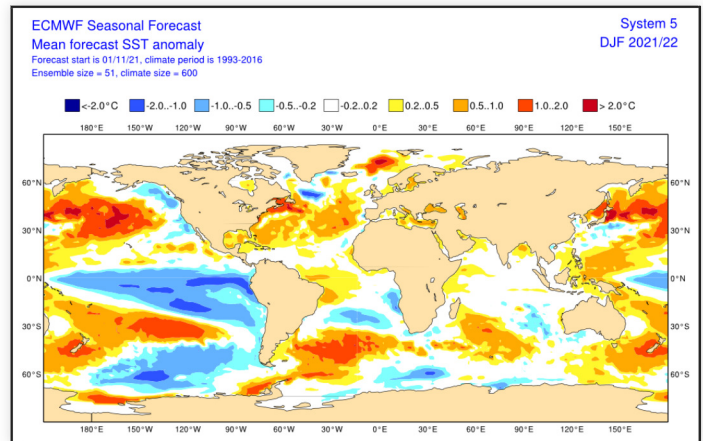 ECMWF Seasonal Forecast
System 5
Mean forecast SST anomaly
DJF 2021/22
Forecast start is 01/11/21, climate period is 1993-2016
Ensemble size = 51, climate size = 600
<-2.0°C -2.0..-1.0 -1.0..-0.5 -0.5..-0.2 -0.2..0.2 0.2..0.5 0.5..1.0 1.0..2.0 > 2.0°C
180°E 150°W 120°W 90°W 60°W 30°W 0°E 30°E 60°E 90°E 120°E 150°E
60°N 60°N
30°N 30°N
0°N 0°N
30°S 30°S
60°S 60°S
180°E 150°W 120°W 90°W 60°W 30°W 0°E 30°E 60°E 90°E 120°E 150°E